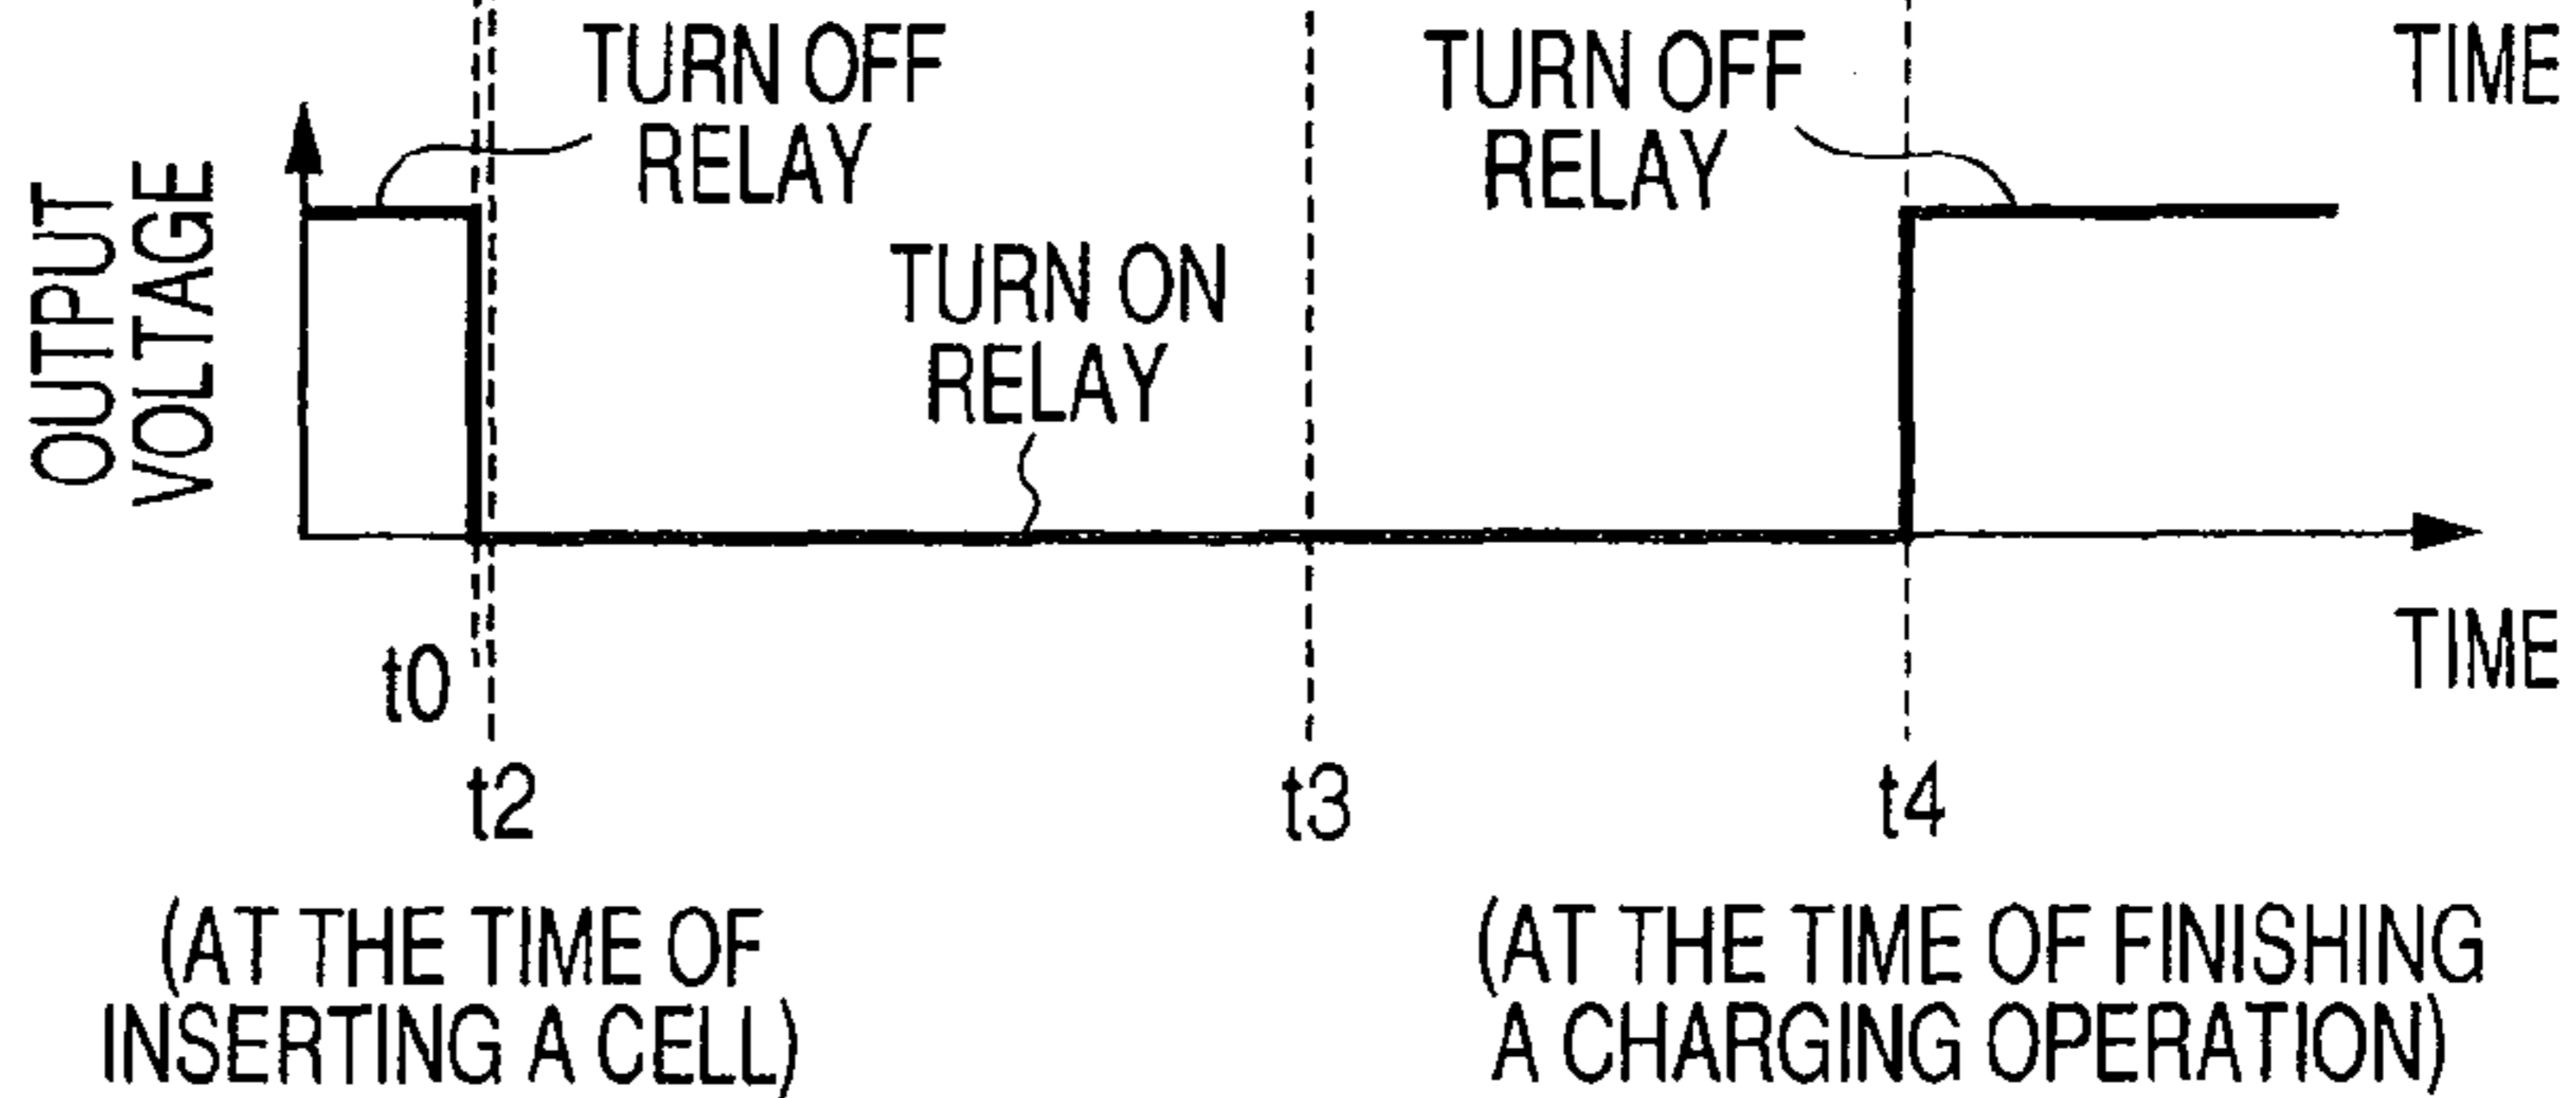 TURN OFF
RELAY
TURN OFF
RELAY
TIME
OUTPUT
VOLTAGE
TURN ON
RELAY
t0
TIME
t2
t3
t4
(AT THE TIME OF
INSERTING A CELL)
(AT THE TIME OF FINISHING
A CHARGING OPERATION)